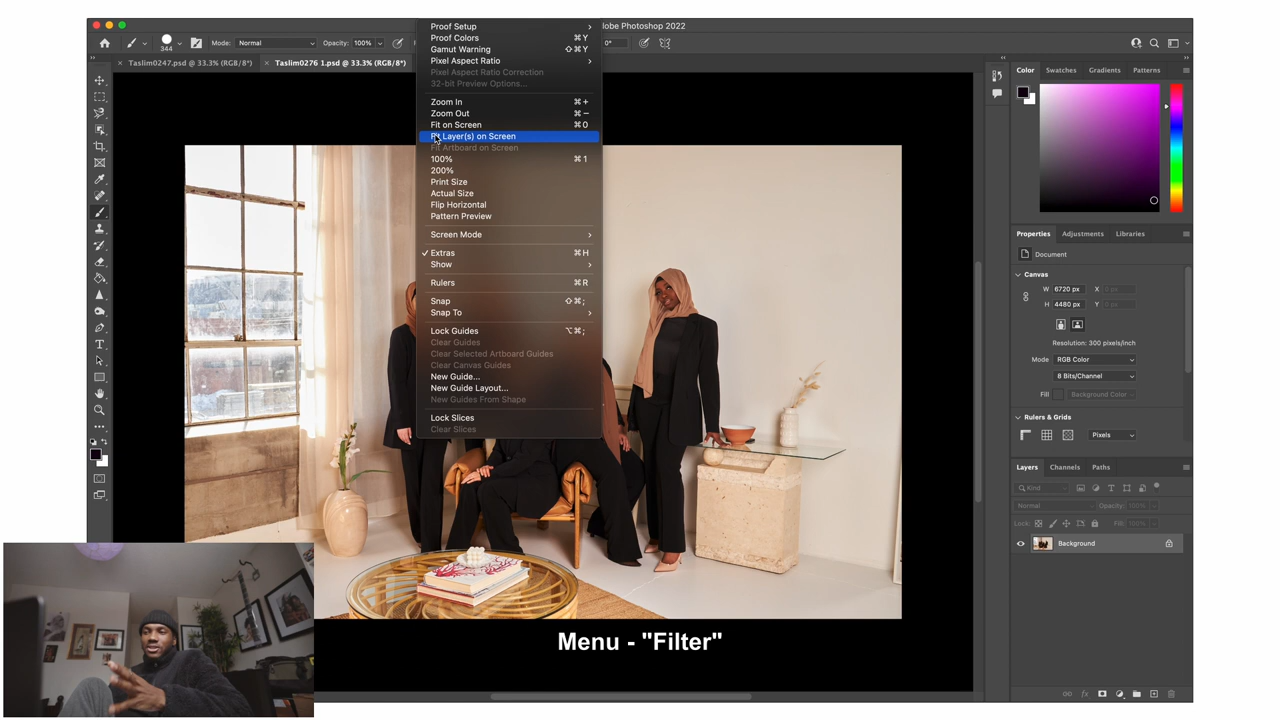 lobe Photoshop 2022
344
Mode: Normal
Opacity: 100%
0°
Taslim0247.psd @ 33.3% (RGB/8*)
Taslim0276 1.psd @ 33.3% (RGB/8*)
Proof Setup
Proof Colors ⌘Y
Gamut Warning ⇧⌘Y
Pixel Aspect Ratio
Pixel Aspect Ratio Correction
32-bit Preview Options...
Zoom In ⌘+
Zoom Out ⌘−
Fit on Screen ⌘0
Fit Layer(s) on Screen
Fit Artboard on Screen
100% ⌘1
200%
Print Size
Actual Size
Flip Horizontal
Pattern Preview
Screen Mode
✓ Extras ⌘H
Show
Rulers ⌘R
Snap ⇧⌘;
Snap To
Lock Guides ⌥⌘;
Clear Guides
Clear Selected Artboard Guides
Clear Canvas Guides
New Guide...
New Guide Layout...
New Guides From Shape
Lock Slices
Clear Slices
Color Swatches Gradients Patterns
Properties Adjustments Libraries
Document
Canvas
W 6720 px X 0 px
H 4480 px Y 0 px
Resolution: 300 pixels/inch
Mode RGB Color
8 Bits/Channel
Fill Background Color
Rulers & Grids
Pixels
Layers Channels Paths
Kind
Normal Opacity: 100%
Lock: Fill: 100%
Background
Menu - "Filter"